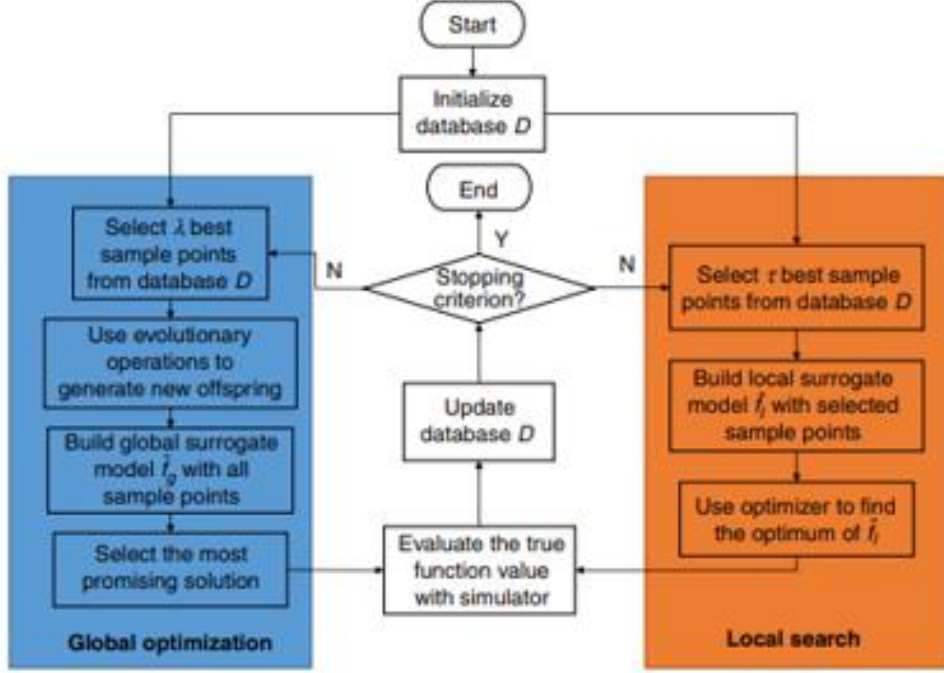 Start
Initialize
database D
End
Y
Stopping
criterion?
N
N
Select λ best
sample points
from database D
Use evolutionary
operations to
generate new offspring
Build global surrogate
model f̂g with all
sample points
Select the most
promising solution
Global optimization
Update
database D
Evaluate the true
function value
with simulator
Select τ best sample
points from database D
Build local surrogate
model f̂l with selected
sample points
Use optimizer to find
the optimum of f̂l
Local search